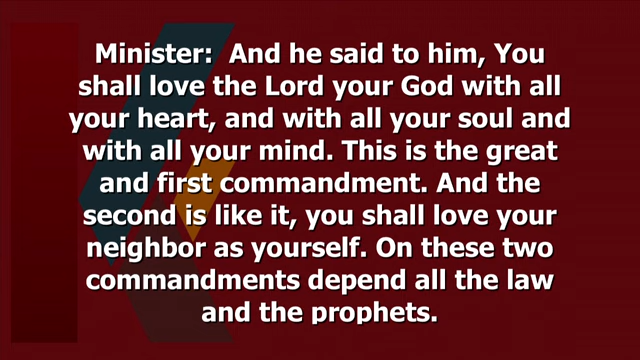 Minister:  And he said to him, You
shall love the Lord your God with all
your heart, and with all your soul and
with all your mind. This is the great
and first commandment. And the
second is like it, you shall love your
neighbor as yourself. On these two
commandments depend all the law
and the prophets.